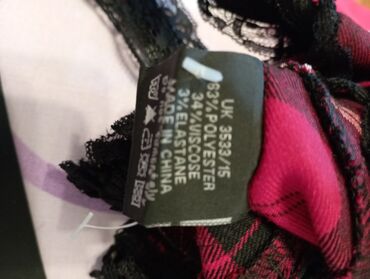 UK 3533/15
63% POLYESTER
34% VISCOSE
3% ELASTANE
MADE IN CHINA